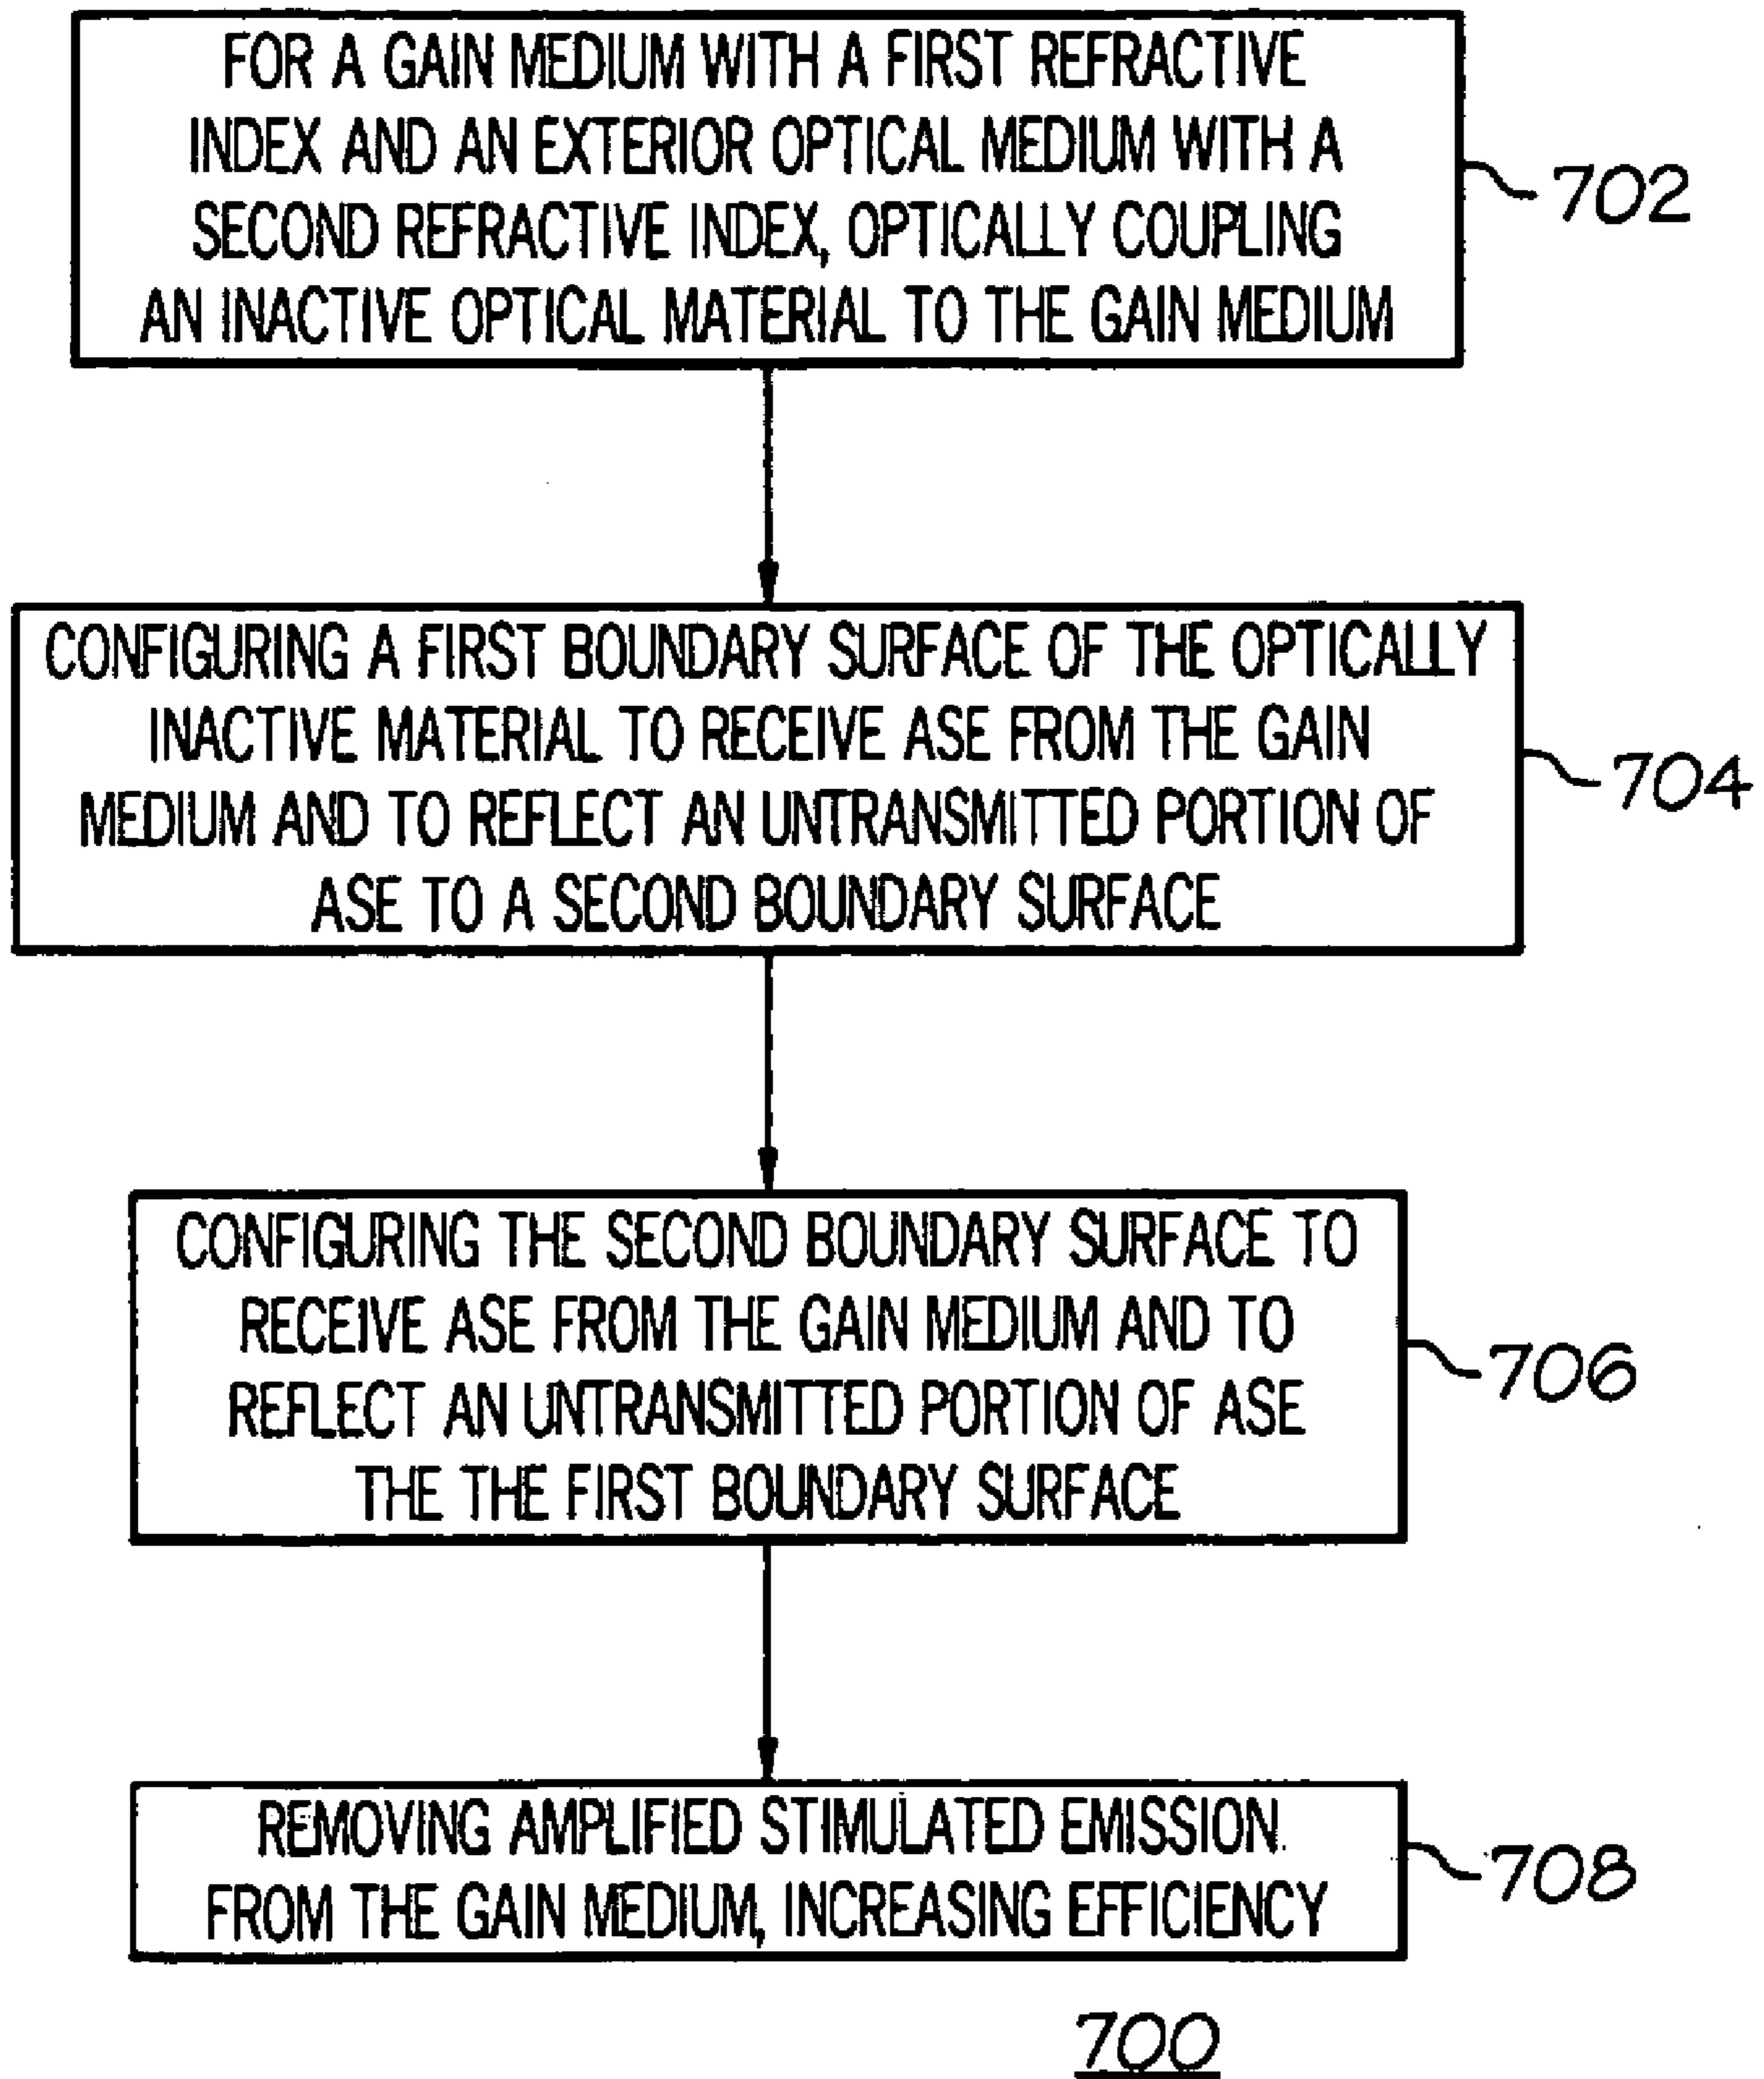 FOR A GAIN MEDIUM WITH A FIRST REFRACTIVE
INDEX AND AN EXTERIOR OPTICAL MEDIUM WITH A
SECOND REFRACTIVE INDEX, OPTICALLY COUPLING
AN INACTIVE OPTICAL MATERIAL TO THE GAIN MEDIUM
702
CONFIGURING A FIRST BOUNDARY SURFACE OF THE OPTICALLY
INACTIVE MATERIAL TO RECEIVE ASE FROM THE GAIN
MEDIUM AND TO REFLECT AN UNTRANSMITTED PORTION OF
ASE TO A SECOND BOUNDARY SURFACE
704
CONFIGURING THE SECOND BOUNDARY SURFACE TO
RECEIVE ASE FROM THE GAIN MEDIUM AND TO
REFLECT AN UNTRANSMITTED PORTION OF ASE
THE THE FIRST BOUNDARY SURFACE
706
REMOVING AMPLIFIED STIMULATED EMISSION
FROM THE GAIN MEDIUM, INCREASING EFFICIENCY
708
700